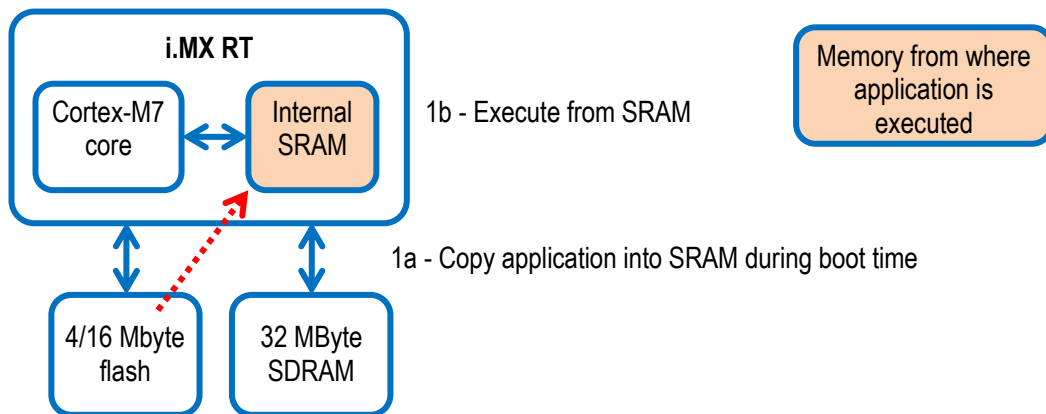 i.MX RT
Cortex-M7
core
Internal
SRAM
1b - Execute from SRAM
Memory from where
application is
executed
1a - Copy application into SRAM during boot time
4/16 Mbyte
flash
32 MByte
SDRAM